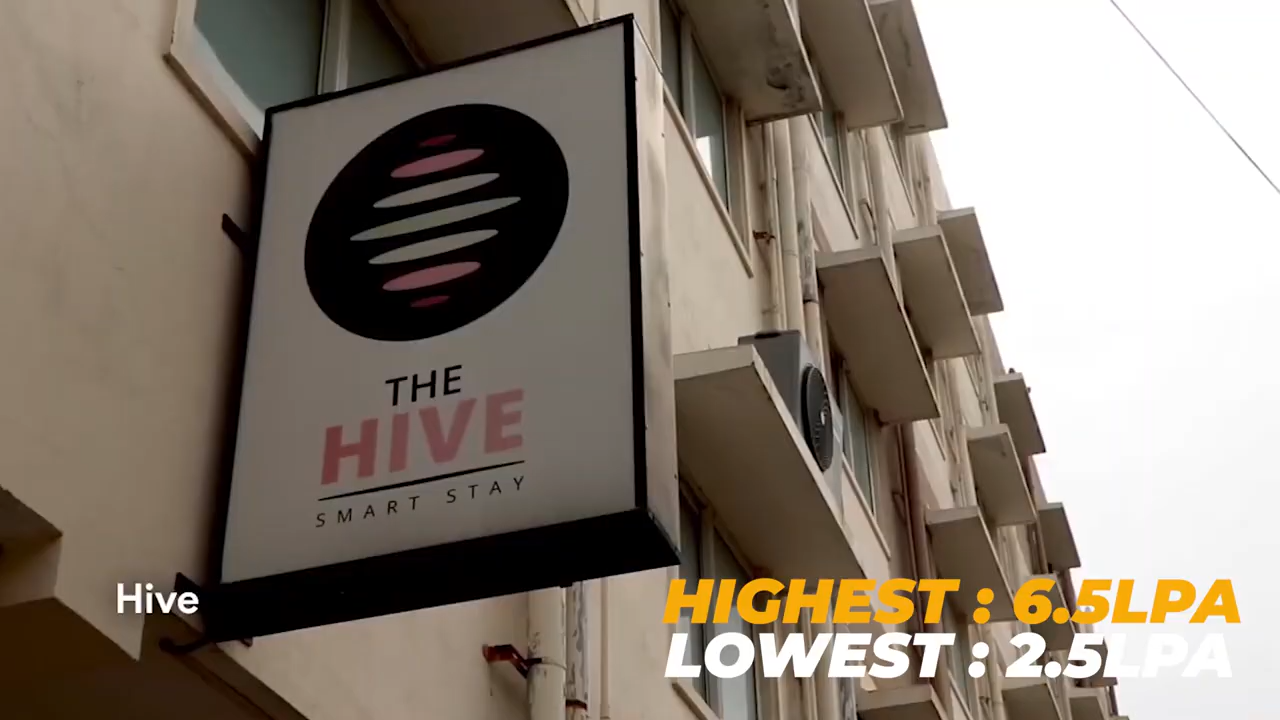 THE
HIVE
SMART STAY
Hive
HIGHEST : 6.5LPA
LOWEST : 2.5LPA